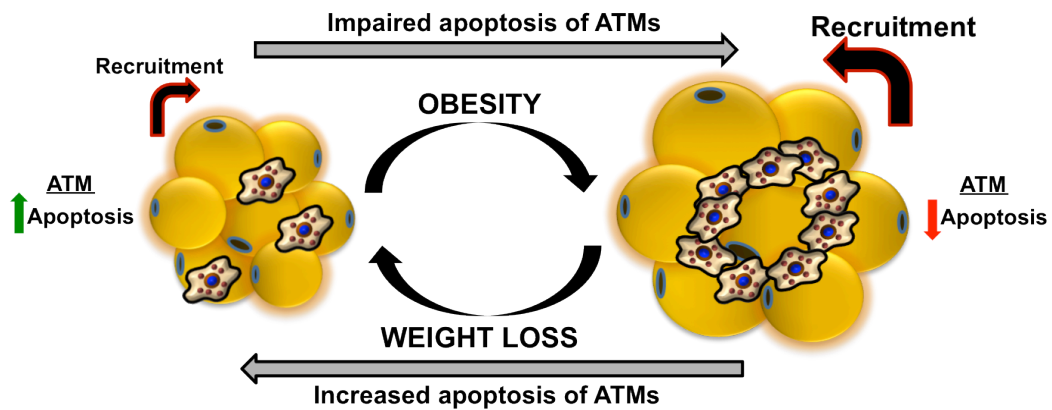 Impaired apoptosis of ATMs
Recruitment
Recruitment
OBESITY
ATM
Apoptosis
ATM
Apoptosis
WEIGHT LOSS
Increased apoptosis of ATMs